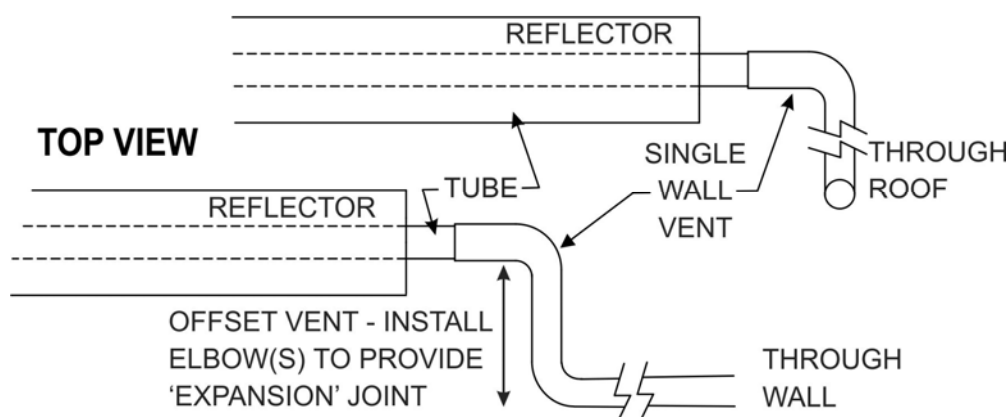 REFLECTOR
TOP VIEW
SINGLE
WALL
VENT
THROUGH
ROOF
TUBE
REFLECTOR
OFFSET VENT - INSTALL
ELBOW(S) TO PROVIDE
‘EXPANSION’ JOINT
THROUGH
WALL